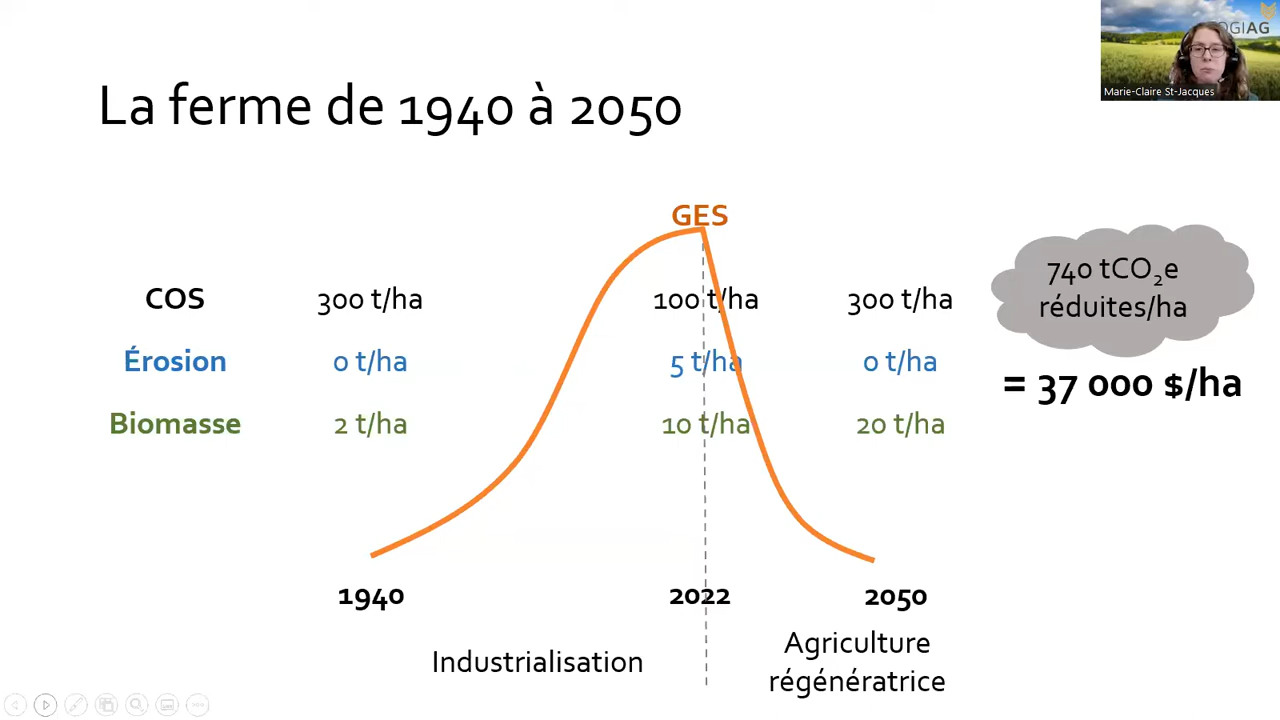 OGIAG
Marie-Claire St-Jacques
La ferme de 1940 à 2050
GES
COS 300 t/ha 100 t/ha 300 t/ha
Érosion 0 t/ha 5 t/ha 0 t/ha
Biomasse 2 t/ha 10 t/ha 20 t/ha
740 tCO₂e
réduites/ha
= 37 000 $/ha
1940 2022 2050
Industrialisation
Agriculture
régénératrice